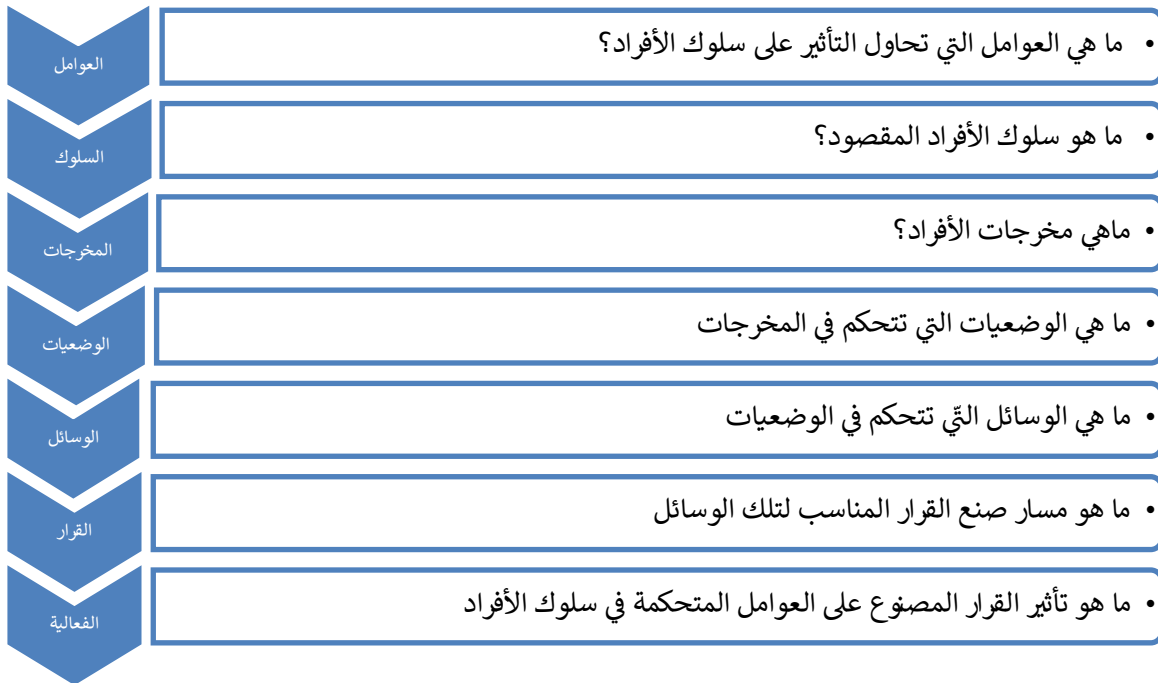 العوامل
• ما هي العوامل التي تحاول التأثير على سلوك الأفراد؟
السلوك
• ما هو سلوك الأفراد المقصود؟
المخرجات
• ماهي مخرجات الأفراد؟
الوضعيات
• ما هي الوضعيات التي تتحكم في المخرجات
الوسائل
• ما هي الوسائل التّي تتحكم في الوضعيات
القرار
• ما هو مسار صنع القرار المناسب لتلك الوسائل
الفعالية
• ما هو تأثير القرار المصنوع على العوامل المتحكمة في سلوك الأفراد